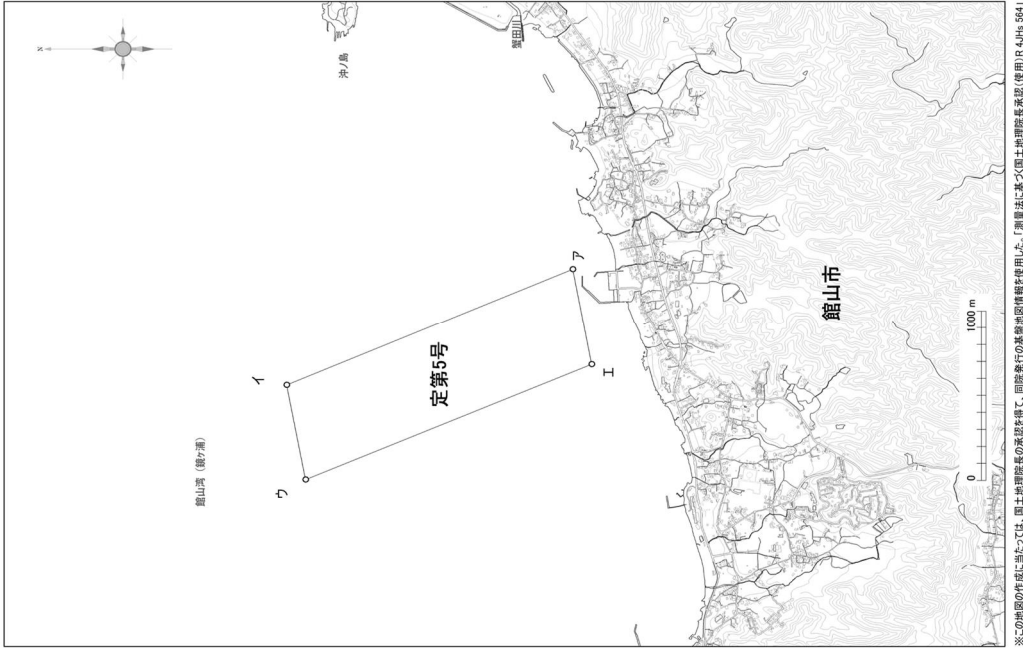 N
沖ノ島
蟹田川
館山湾（鏡ヶ浦）
イ
ウ
定第5号
ア
エ
館山市
0 1000 m
※この地図の作成に当たっては、国土地理院長の承認を得て、同院発行の基盤地図情報を使用した。「測量法に基づく国土地理院長承認（使用）R 4JHs 564」